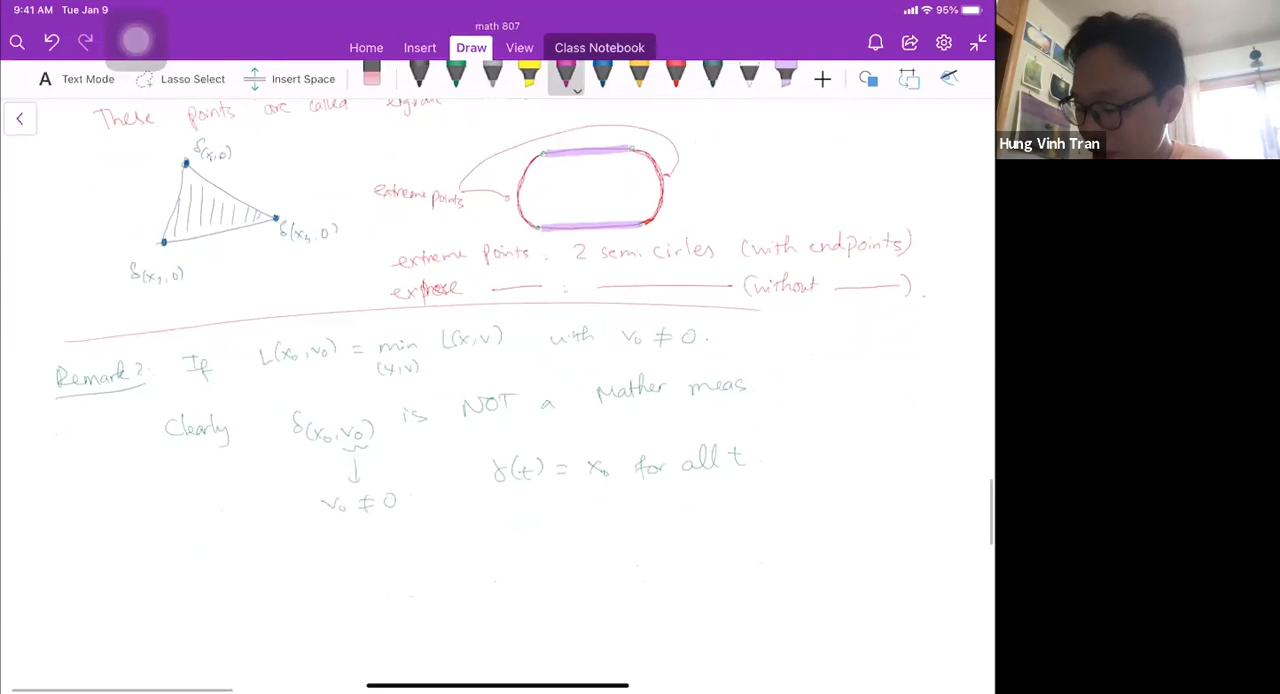 9:41 AM Tue Jan 9
95%
math 807
Home Insert Draw View Class Notebook
A Text Mode Lasso Select Insert Space
These points are called
δ(x,0)
extreme points
δ(x,0)
δ(x,0)
extreme points : 2 semi circles (with endpoints)
: (without ).
Remark 2: If L(x₀,v₀) = min L(x,v) with v₀ ≠ 0.
(x,v)
Clearly δ(x₀,v₀) is NOT a Mather meas
↓ γ(t) = x₀ for all t
v₀ ≠ 0
Hung Vinh Tran